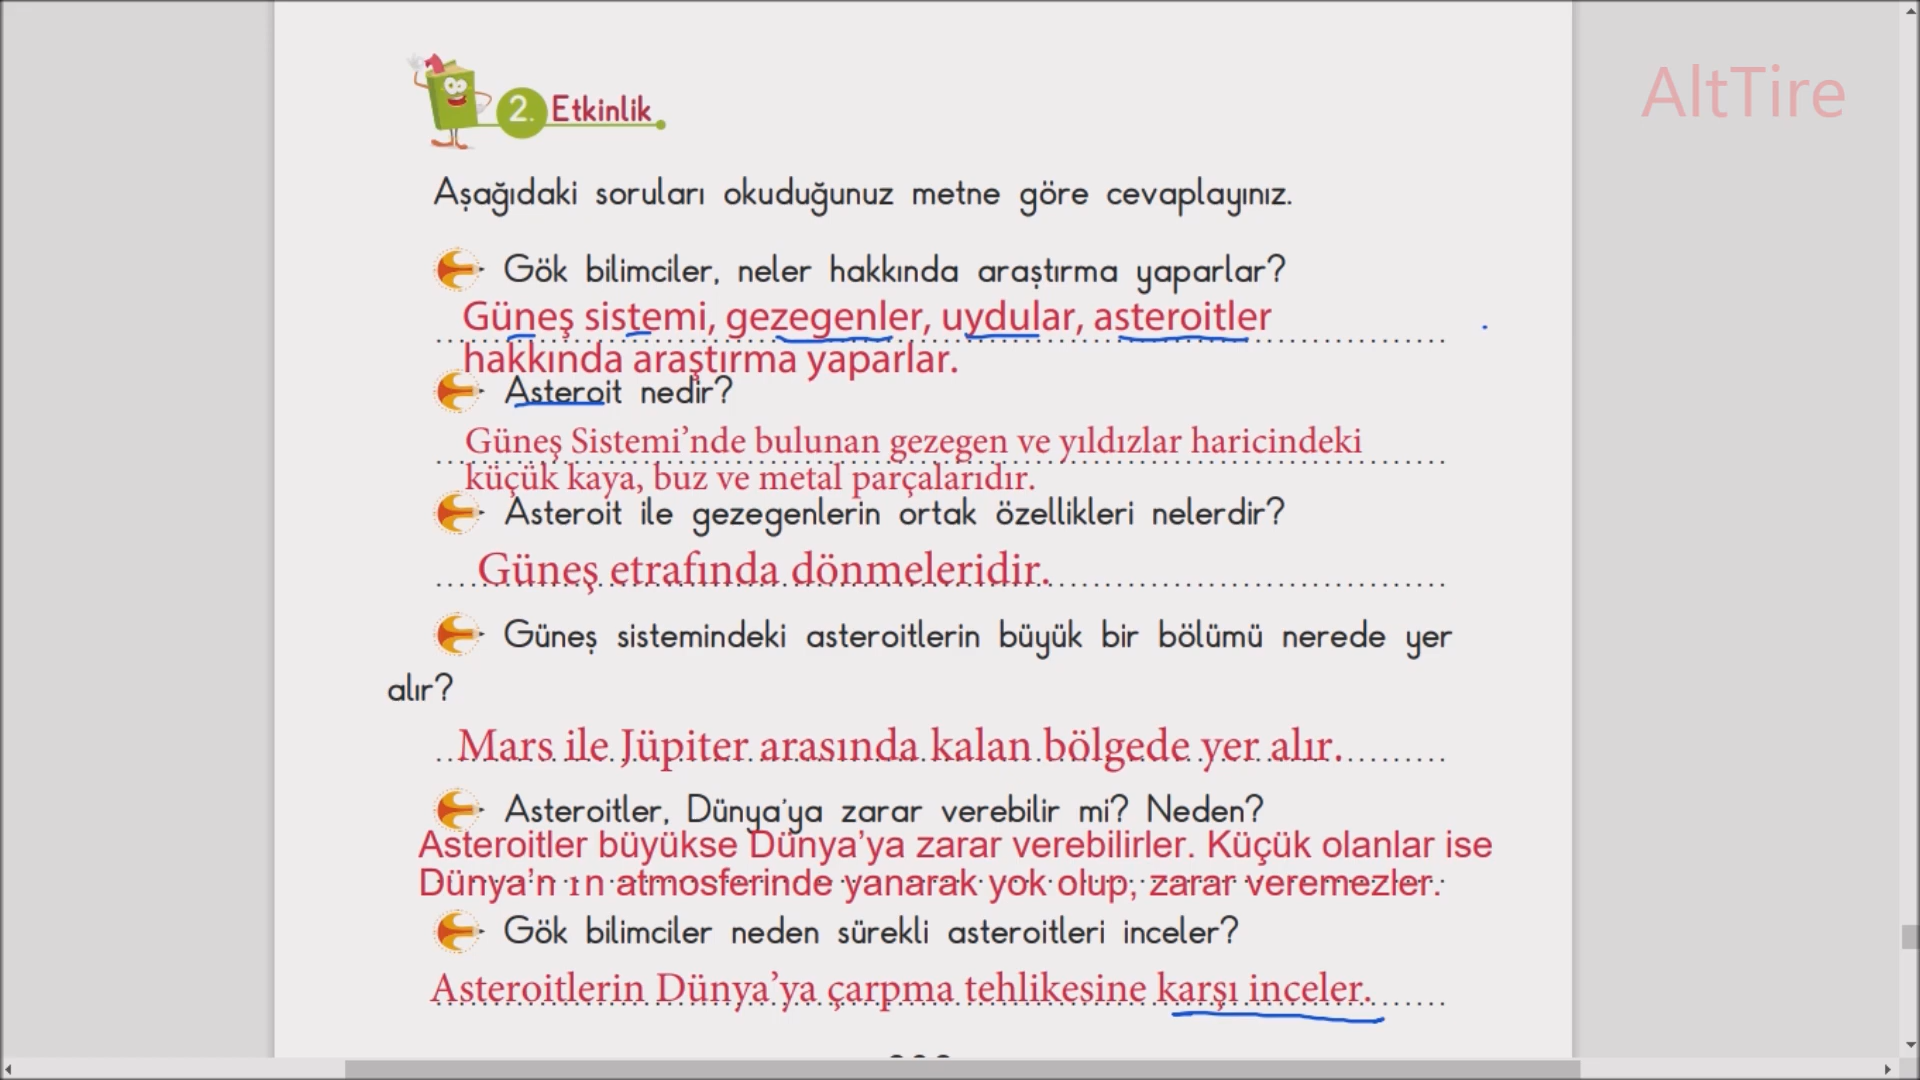 AltTire
2. Etkinlik
Aşağıdaki soruları okuduğunuz metne göre cevaplayınız.
Gök bilimciler, neler hakkında araştırma yaparlar?
Güneş sistemi, gezegenler, uydular, asteroitler
hakkında araştırma yaparlar.
Asteroit nedir?
Güneş Sistemi’nde bulunan gezegen ve yıldızlar haricindeki
küçük kaya, buz ve metal parçalarıdır.
Asteroit ile gezegenlerin ortak özellikleri nelerdir?
Güneş etrafında dönmeleridir.
Güneş sistemindeki asteroitlerin büyük bir bölümü nerede yer
alır?
Mars ile Jüpiter arasında kalan bölgede yer alır.
Asteroitler, Dünya’ya zarar verebilir mi? Neden?
Asteroitler büyükse Dünya’ya zarar verebilirler. Küçük olanlar ise
Dünya’n ın atmosferinde yanarak yok olup, zarar veremezler.
Gök bilimciler neden sürekli asteroitleri inceler?
Asteroitlerin Dünya’ya çarpma tehlikesine karşı inceler.